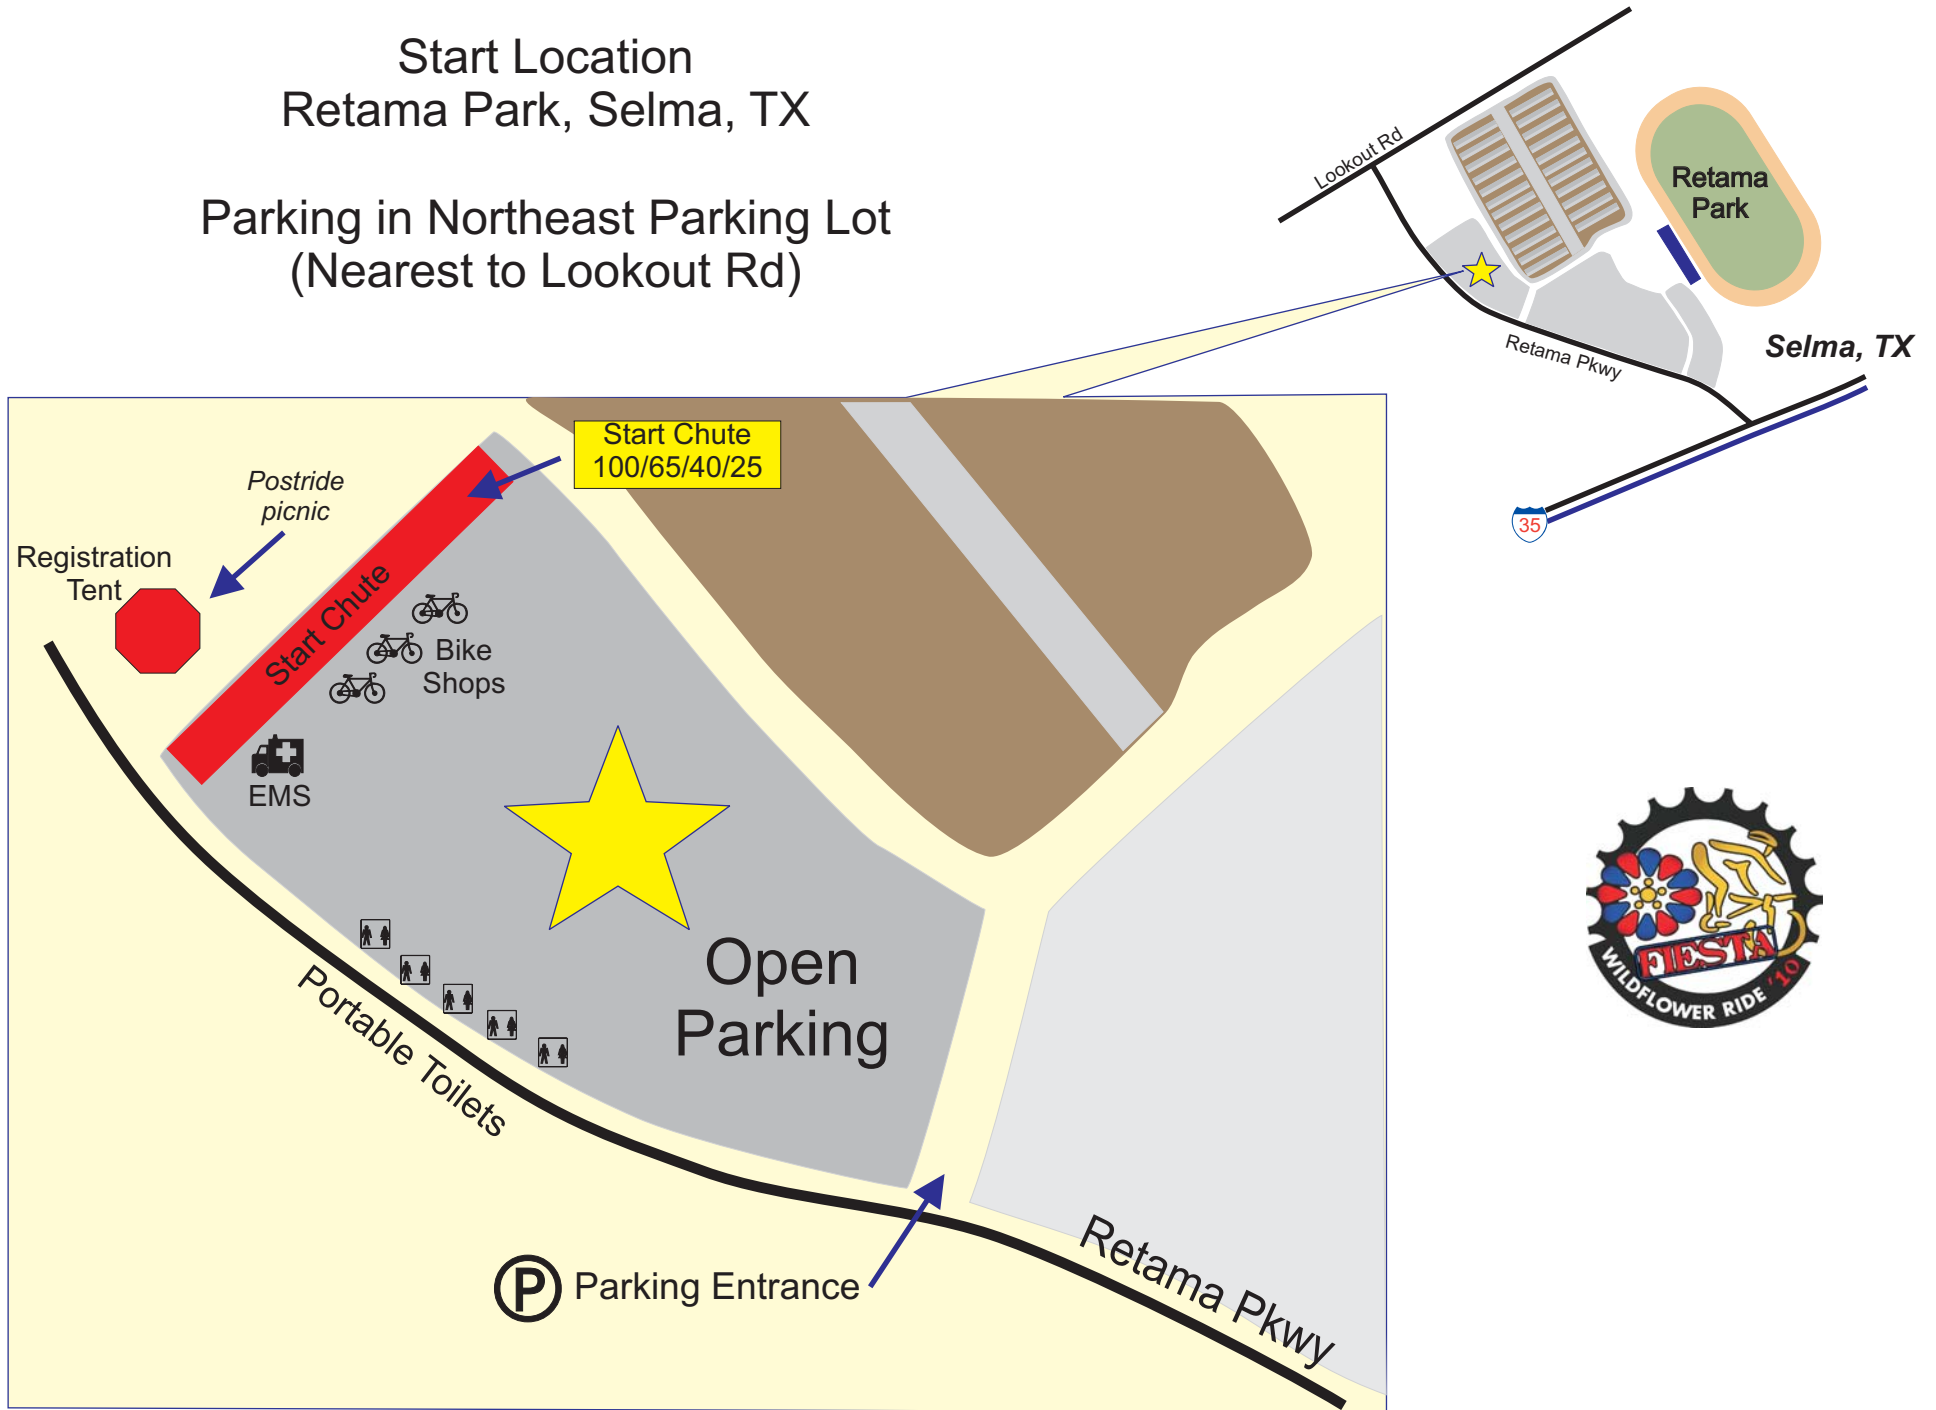 Start Location
Retama Park, Selma, TX
Parking in Northeast Parking Lot
(Nearest to Lookout Rd)
Lookout Rd
Retama
Park
Retama Pkwy
Selma, TX
35
Start Chute
100/65/40/25
Postride
picnic
Registration
Tent
Start Chute
Bike
Shops
EMS
Open
Parking
Portable Toilets
P Parking Entrance
Retama Pkwy
FIESTA
WILDFLOWER RIDE '10